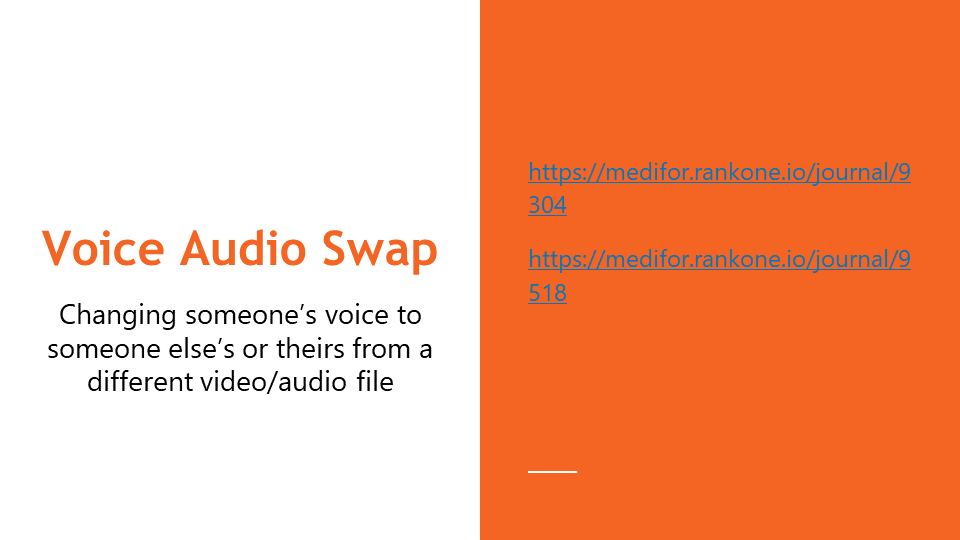 Voice Audio Swap
Changing someone’s voice to
someone else’s or theirs from a
different video/audio file
https://medifor.rankone.io/journal/9
304
https://medifor.rankone.io/journal/9
518